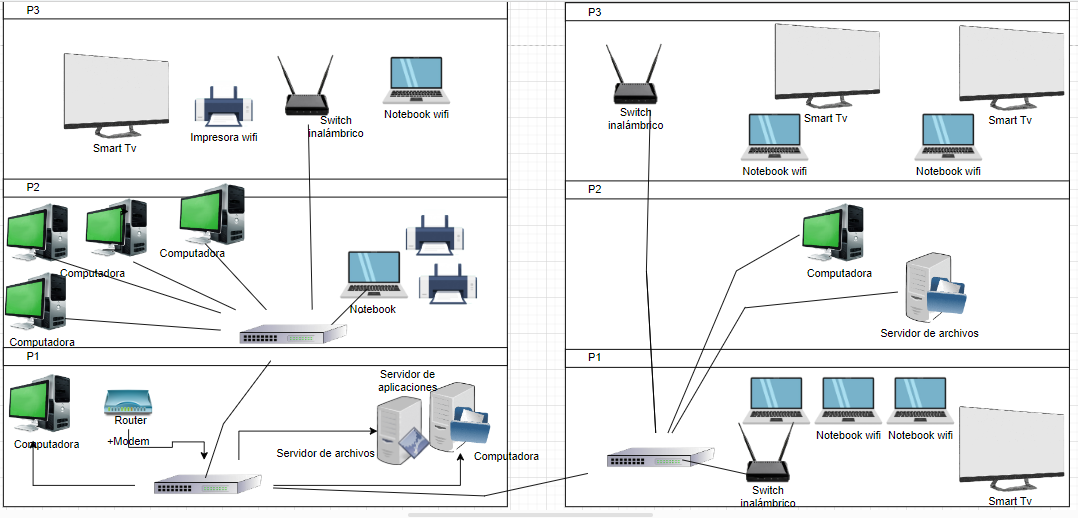 P3
Smart Tv
Impresora wifi
Switch
inalámbrico
Notebook wifi
P2
Computadora
Computadora
Computadora
Notebook
P1
Computadora
Router
+Modem
Servidor de
aplicaciones
Servidor de archivos
Computadora
P3
Switch
inalámbrico
Smart Tv
Smart Tv
Notebook wifi
Notebook wifi
P2
Computadora
Servidor de archivos
P1
Notebook wifi
Notebook wifi
Switch
inalámbrico
Smart Tv